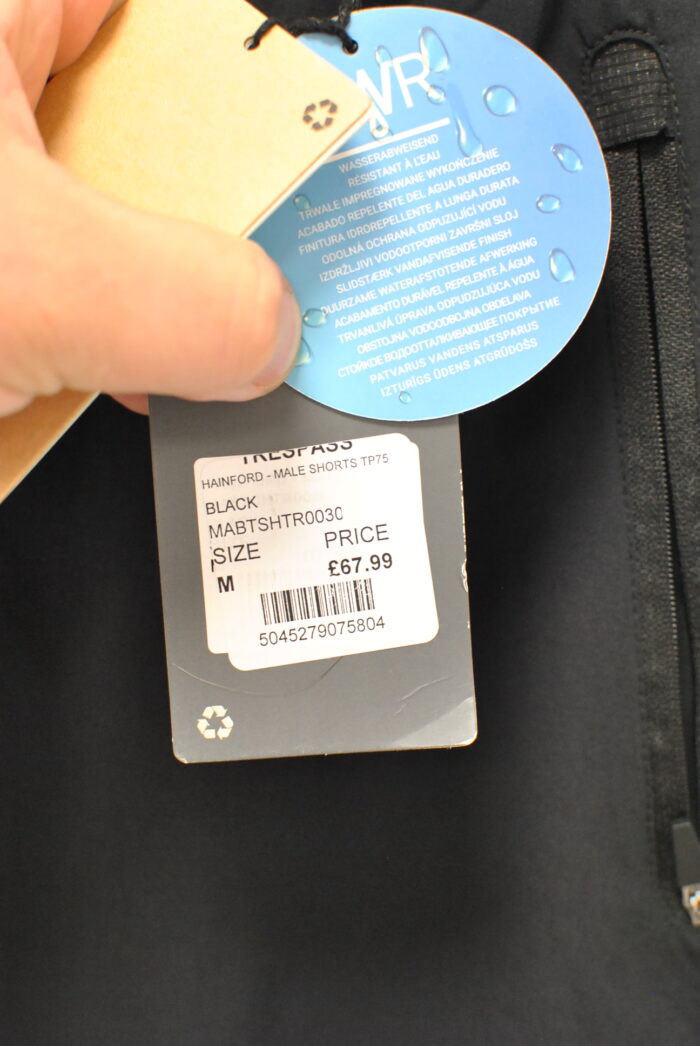 WR
WASSERABWEISEND
RÉSISTANT À L'EAU
TRWALE IMPREGNOWANE WYKOŃCZENIE
ACABADO REPELENTE DEL AGUA DURADERO
FINITURA IDROREPELLENTE A LUNGA DURATA
ODOLNÁ OCHRANA ODPUZUJÍCÍ VODU
IZDRŽLJIVI VODOOTPORNI ZAVRŠNI SLOJ
SLIDSTÆRK VANDAFVISENDE FINISH
DUURZAME WATERAFSTOTENDE AFWERKING
ACABAMENTO DURÁVEL REPELENTE À ÁGUA
TRVANLIVÁ ÚPRAVA ODPUDZUJÚCA VODU
OBSTOJNA VODOODBOJNA OBDELAVA
СТОЙКОЕ ВОДООТТАЛКИВАЮЩЕЕ ПОКРЫТИЕ
PATVARUS VANDENS ATSPARUS
IZTURĪGS ŪDENS ATGRŪDOŠS
TRESPASS
HAINFORD - MALE SHORTS TP75
BLACK
MABTSHTR0030
SIZE PRICE
M £67.99
5045279075804